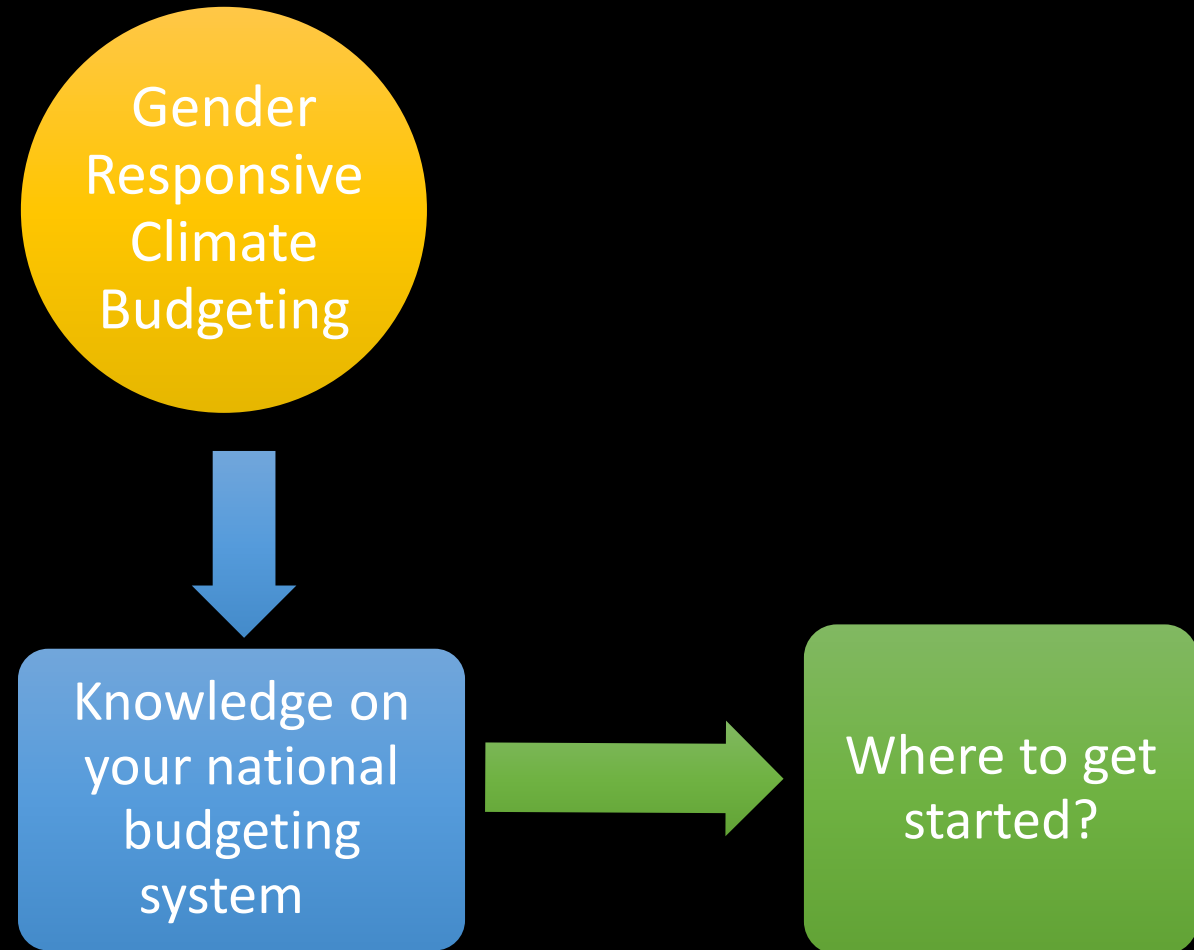 Gender
Responsive
Climate
Budgeting
Knowledge on
your national
budgeting
system
Where to get
started?